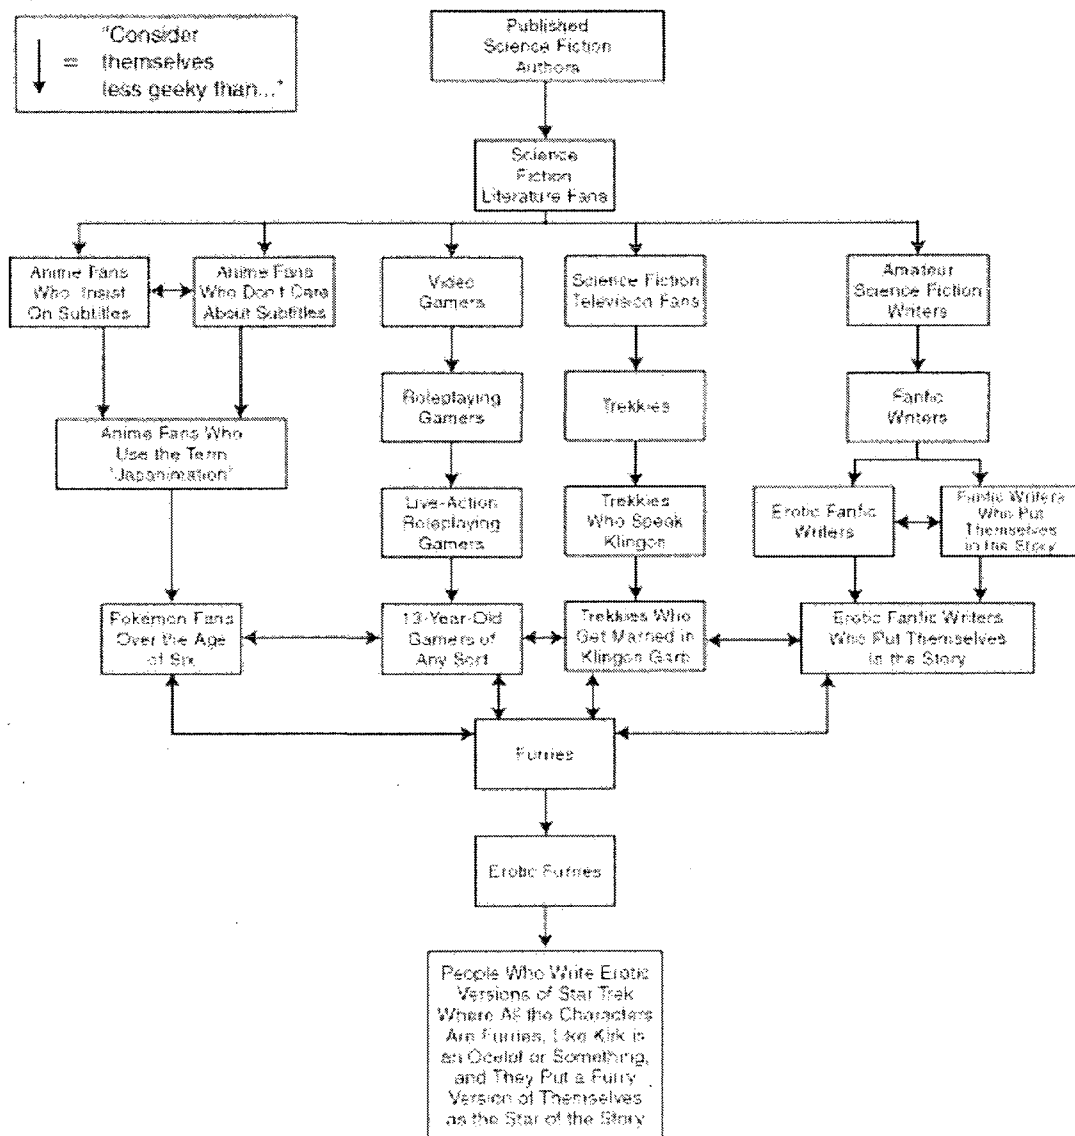 "Consider
= themselves
less geeky than..."
Published
Science Fiction
Authors
Science
Fiction
Literature Fans
Anime Fans
Who Insist
On Subtitles
Anime Fans
Who Don't Care
About Subtitles
Video
Gamers
Science Fiction
Television Fans
Amateur
Science Fiction
Writers
Roleplaying
Gamers
Trekkies
Fanfic
Writers
Anime Fans Who
Use the Term
"Japanimation"
Live-Action
Roleplaying
Gamers
Trekkies
Who Speak
Klingon
Erotic Fanfic
Writers
Fanfic Writers
Who Put
Themselves
in the Story
Pokémon Fans
Over the Age
of Six
13-Year-Old
Gamers of
Any Sort
Trekkies Who
Get Married in
Klingon Garb
Erotic Fanfic Writers
Who Put Themselves
in the Story
Furries
Erotic Furries
People Who Write Erotic
Versions of Star Trek
Where All the Characters
Are Furries, Like Kirk is
an Ocelot or Something,
and They Put a Furry
Version of Themselves
as the Star of the Story